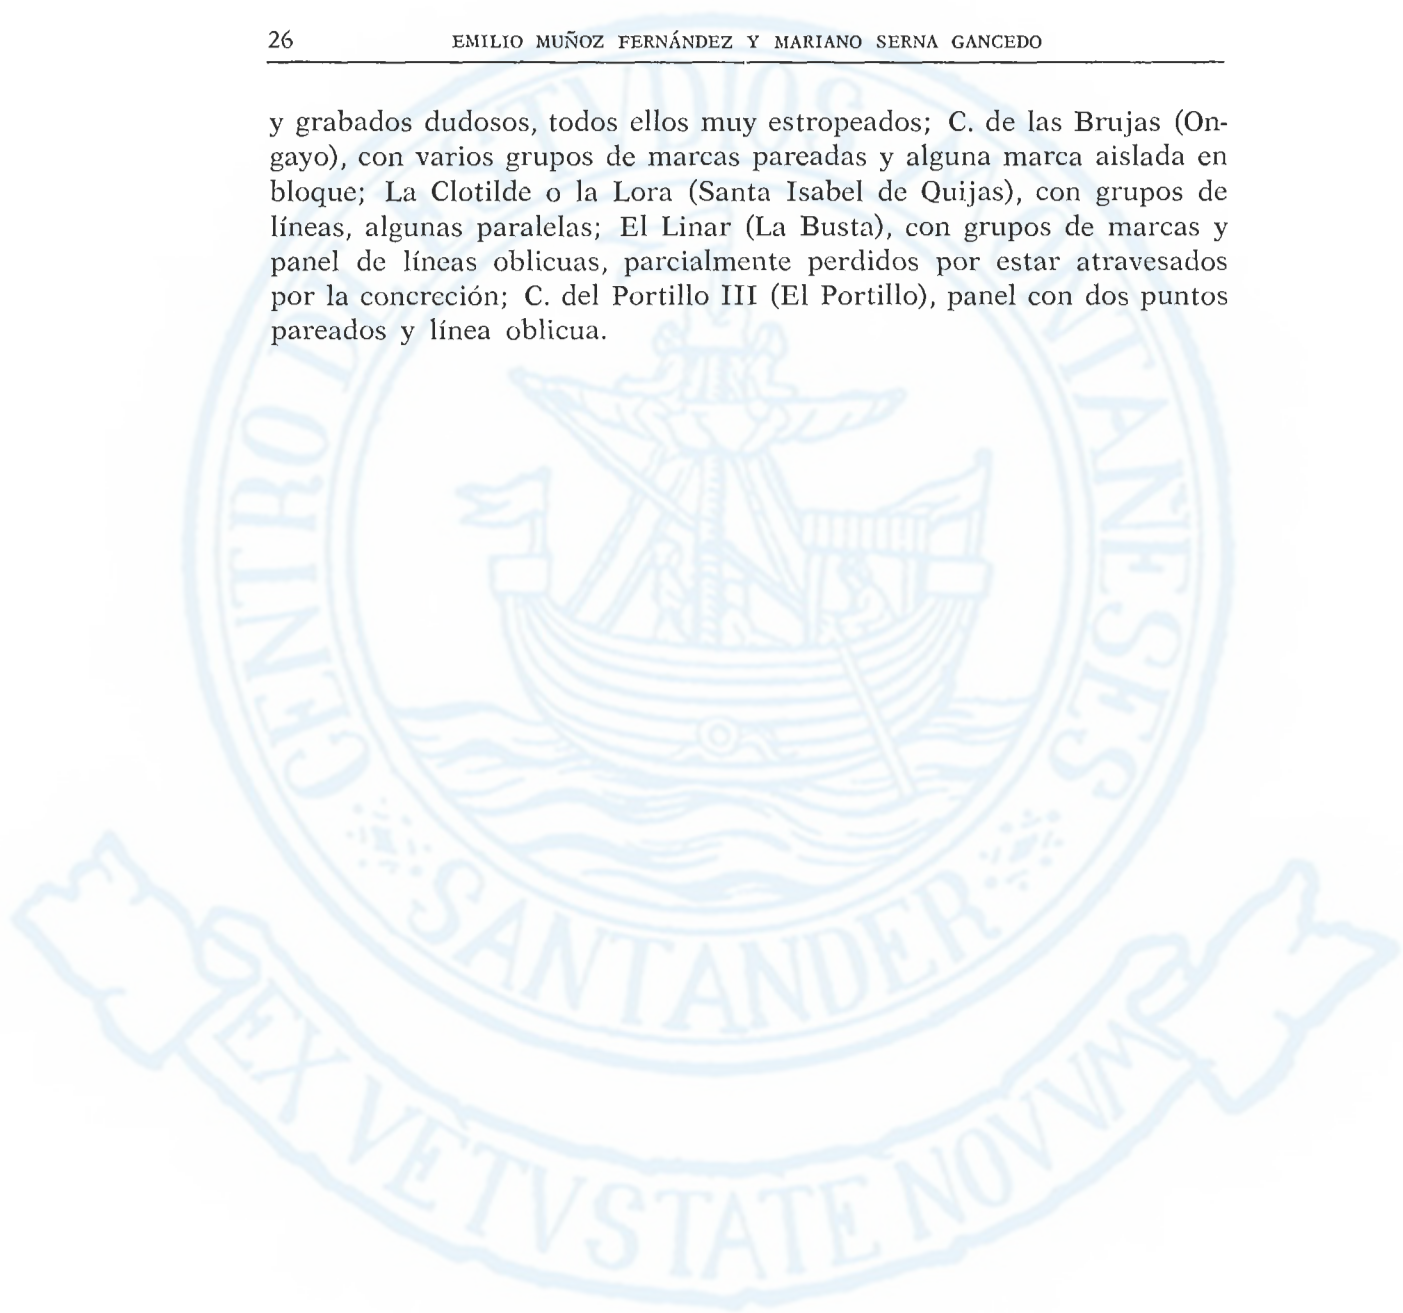 26 EMILIO MUÑOZ FERNÁNDEZ Y MARIANO SERNA GANCEDO
y grabados dudosos, todos ellos muy estropeados; C. de las Brujas (On-
gayo), con varios grupos de marcas pareadas y alguna marca aislada en
bloque; La Clotilde o la Lora (Santa Isabel de Quijas), con grupos de
líneas, algunas paralelas; El Linar (La Busta), con grupos de marcas y
panel de líneas oblicuas, parcialmente perdidos por estar atravesados
por la concreción; C. del Portillo III (El Portillo), panel con dos puntos
pareados y línea oblicua.
CENTRO DE ESTVDIOS MONTAÑESES
SANTANDER
EX VETVSTATE NOVVM